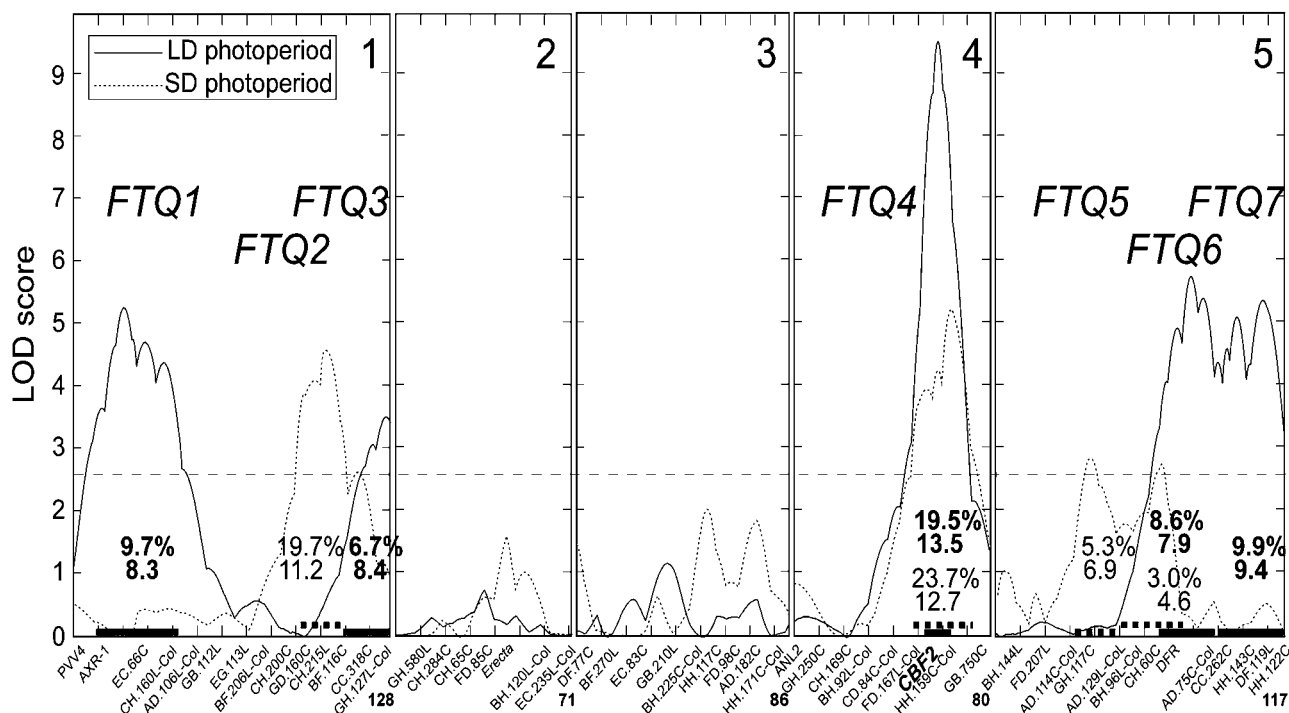 LD photoperiod
SD photoperiod
1
2
3
4
5
LOD score
9
8
7
6
5
4
3
2
1
0
FTQ1
FTQ2
FTQ3
FTQ4
FTQ5
FTQ6
FTQ7
9.7%
8.3
19.7%
11.2
6.7%
8.4
19.5%
13.5
23.7%
12.7
5.3%
6.9
8.6%
7.9
3.0%
4.6
9.9%
9.4
PVV4
AXR-1
EC.66C
CH.160L-Col
AD.106L-Col
GB.112L
EG.113L
BF.206L-Col
CH.200C
GD.160C
CH.215L
BF.116C
CC.318C
GH.127L-Col
128
GH.580L
CH.284C
CH.65C
FD.85C
Erecta
BH.120L-Col
EC.235L-Col
71
DF.77C
BF.270L
EC.83C
GB.210L
BH.225C-Col
HH.117C
FD.98C
AD.182C
HH.171C-Col
86
ANL2
GH.250C
CH.169C
BH.92L-Col
CD.84C-Col
FD.167L-Col
CBF2
HH.159C-Col
GB.750C
80
BH.144L
FD.207L
AD.114C-Col
GH.117C
AD.129L-Col
BH.96L-Col
CH.160C
DFR
AD.75C-Col
CC.262C
HH.143C
DF.119L
HH.122C
117